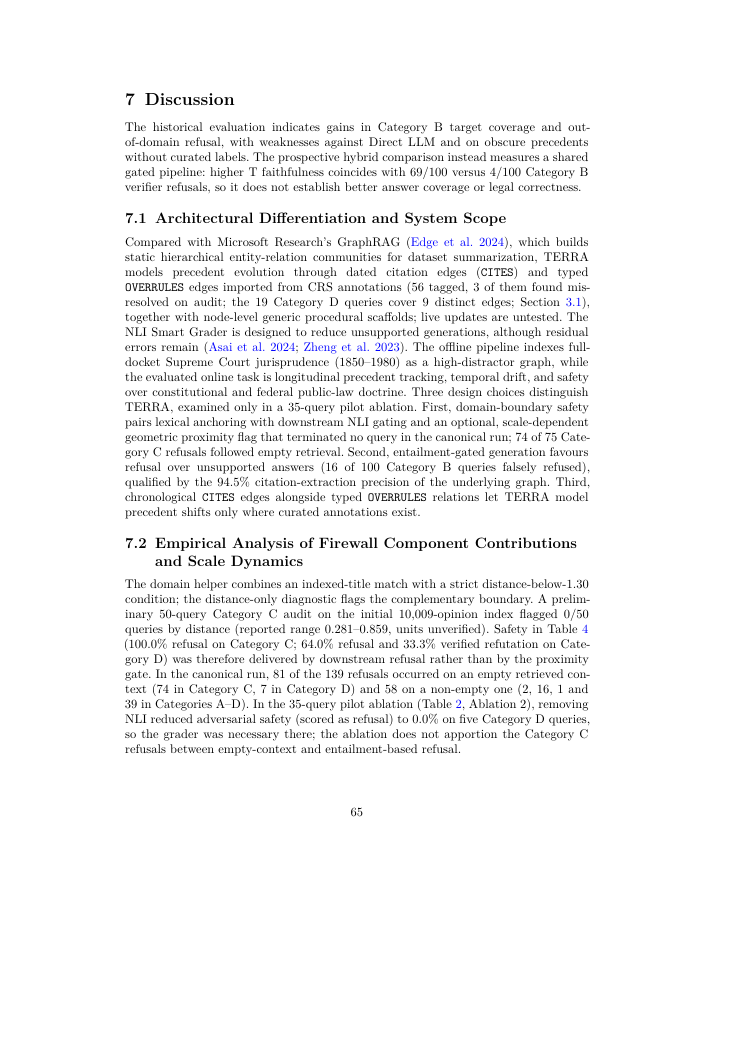 7 Discussion
The historical evaluation indicates gains in Category B target coverage and out-
of-domain refusal, with weaknesses against Direct LLM and on obscure precedents
without curated labels. The prospective hybrid comparison instead measures a shared
gated pipeline: higher T faithfulness coincides with 69/100 versus 4/100 Category B
verifier refusals, so it does not establish better answer coverage or legal correctness.
7.1 Architectural Differentiation and System Scope
Compared with Microsoft Research's GraphRAG (Edge et al. 2024), which builds
static hierarchical entity-relation communities for dataset summarization, TERRA
models precedent evolution through dated citation edges (CITES) and typed
OVERRULES edges imported from CRS annotations (56 tagged, 3 of them found mis-
resolved on audit; the 19 Category D queries cover 9 distinct edges; Section 3.1),
together with node-level generic procedural scaffolds; live updates are untested. The
NLI Smart Grader is designed to reduce unsupported generations, although residual
errors remain (Asai et al. 2024; Zheng et al. 2023). The offline pipeline indexes full-
docket Supreme Court jurisprudence (1850–1980) as a high-distractor graph, while
the evaluated online task is longitudinal precedent tracking, temporal drift, and safety
over constitutional and federal public-law doctrine. Three design choices distinguish
TERRA, examined only in a 35-query pilot ablation. First, domain-boundary safety
pairs lexical anchoring with downstream NLI gating and an optional, scale-dependent
geometric proximity flag that terminated no query in the canonical run; 74 of 75 Cate-
gory C refusals followed empty retrieval. Second, entailment-gated generation favours
refusal over unsupported answers (16 of 100 Category B queries falsely refused),
qualified by the 94.5% citation-extraction precision of the underlying graph. Third,
chronological CITES edges alongside typed OVERRULES relations let TERRA model
precedent shifts only where curated annotations exist.
7.2 Empirical Analysis of Firewall Component Contributions
and Scale Dynamics
The domain helper combines an indexed-title match with a strict distance-below-1.30
condition; the distance-only diagnostic flags the complementary boundary. A prelim-
inary 50-query Category C audit on the initial 10,009-opinion index flagged 0/50
queries by distance (reported range 0.281–0.859, units unverified). Safety in Table 4
(100.0% refusal on Category C; 64.0% refusal and 33.3% verified refutation on Cate-
gory D) was therefore delivered by downstream refusal rather than by the proximity
gate. In the canonical run, 81 of the 139 refusals occurred on an empty retrieved con-
text (74 in Category C, 7 in Category D) and 58 on a non-empty one (2, 16, 1 and
39 in Categories A–D). In the 35-query pilot ablation (Table 2, Ablation 2), removing
NLI reduced adversarial safety (scored as refusal) to 0.0% on five Category D queries,
so the grader was necessary there; the ablation does not apportion the Category C
refusals between empty-context and entailment-based refusal.
65